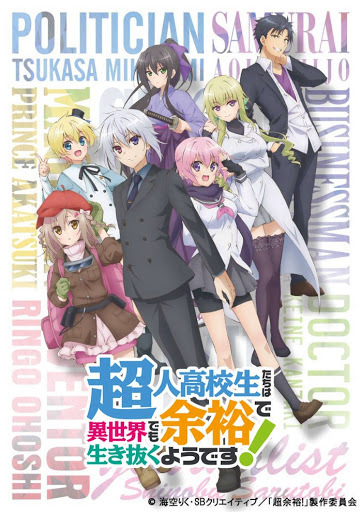 POLITICIAN
TSUKASA
SAMURAI
AOI
PRINCE AKATSUKI
BUSINESSMAN
DOCTOR
RINGO OHOSHI
超人高校生たちは
異世界でも余裕で
生き抜くようです!
© 海空りく・SBクリエイティブ/「超余裕!」製作委員会